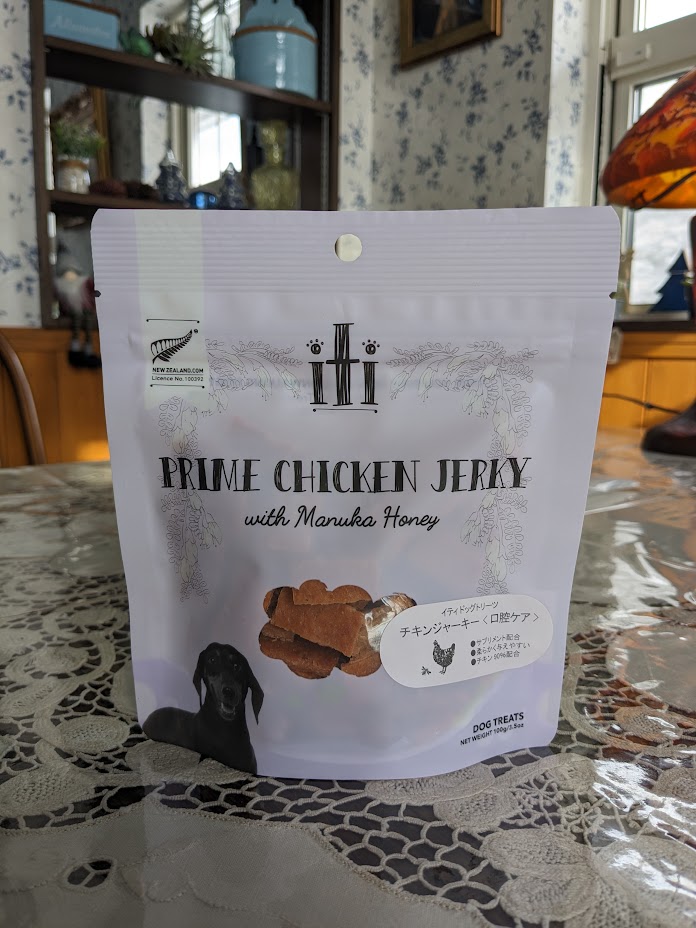 NEW ZEALAND.COM
Licence No. 100392
iti
PRIME CHICKEN JERKY
with Manuka Honey
イティドッグトリーツ
チキンジャーキー〈口腔ケア〉
●サプリメント配合
●柔らかく与えやすい
●チキン90%配合
DOG TREATS
NET WEIGHT 100g/3.5oz